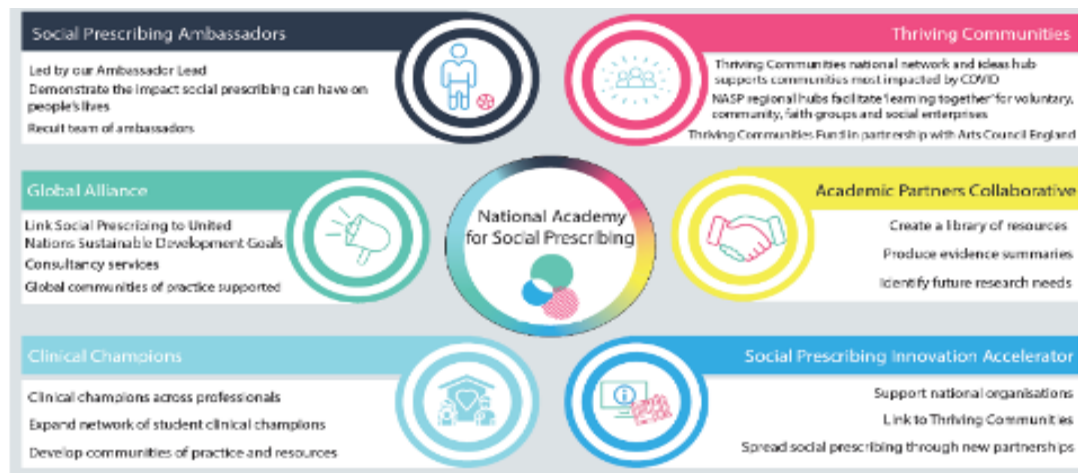 Social Prescribing Ambassadors
Led by our Ambassador Lead
Demonstrate the impact social prescribing can have on
people's lives
Recuit team of ambassadors
Thriving Communities
Thriving Communities national network and ideas hub
supports communities most impacted by COVID
NASP regional hubs facilitate 'learning together' for voluntary,
community, faith groups and social enterprises
Thriving Communities Fund in partnership with Arts Council England
Global Alliance
Link Social Prescribing to United
Nations Sustainable Development Goals
Consultancy services
Global communities of practice supported
National Academy
for Social Prescribing
Academic Partners Collaborative
Create a library of resources
Produce evidence summaries
Identify future research needs
Clinical Champions
Clinical champions across professionals
Expand network of student clinical champions
Develop communities of practice and resources
Social Prescribing Innovation Accelerator
Support national organisations
Link to Thriving Communities
Spread social prescribing through new partnerships